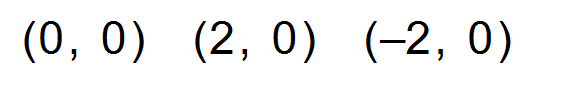 (0, 0) (2, 0) (–2, 0)